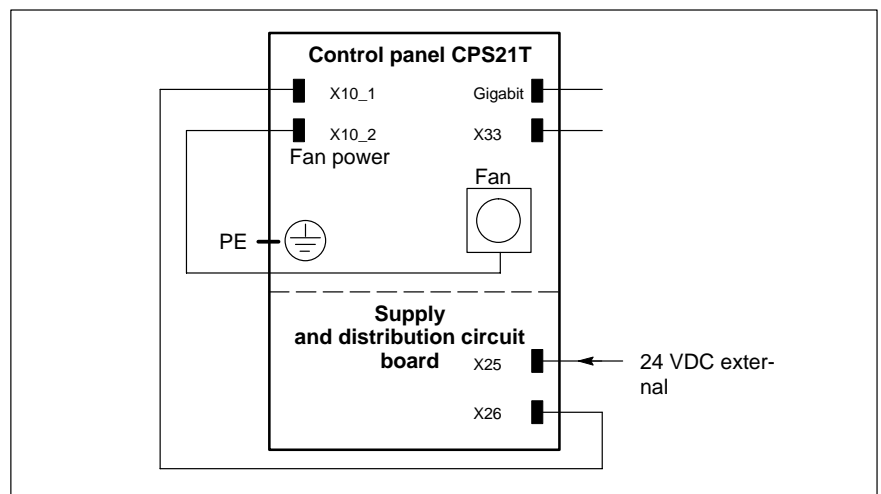 Control panel CPS21T
X10_1
Gigabit
X10_2
X33
Fan power
Fan
PE
Supply
and distribution circuit
board
X25
24 VDC exter-
nal
X26